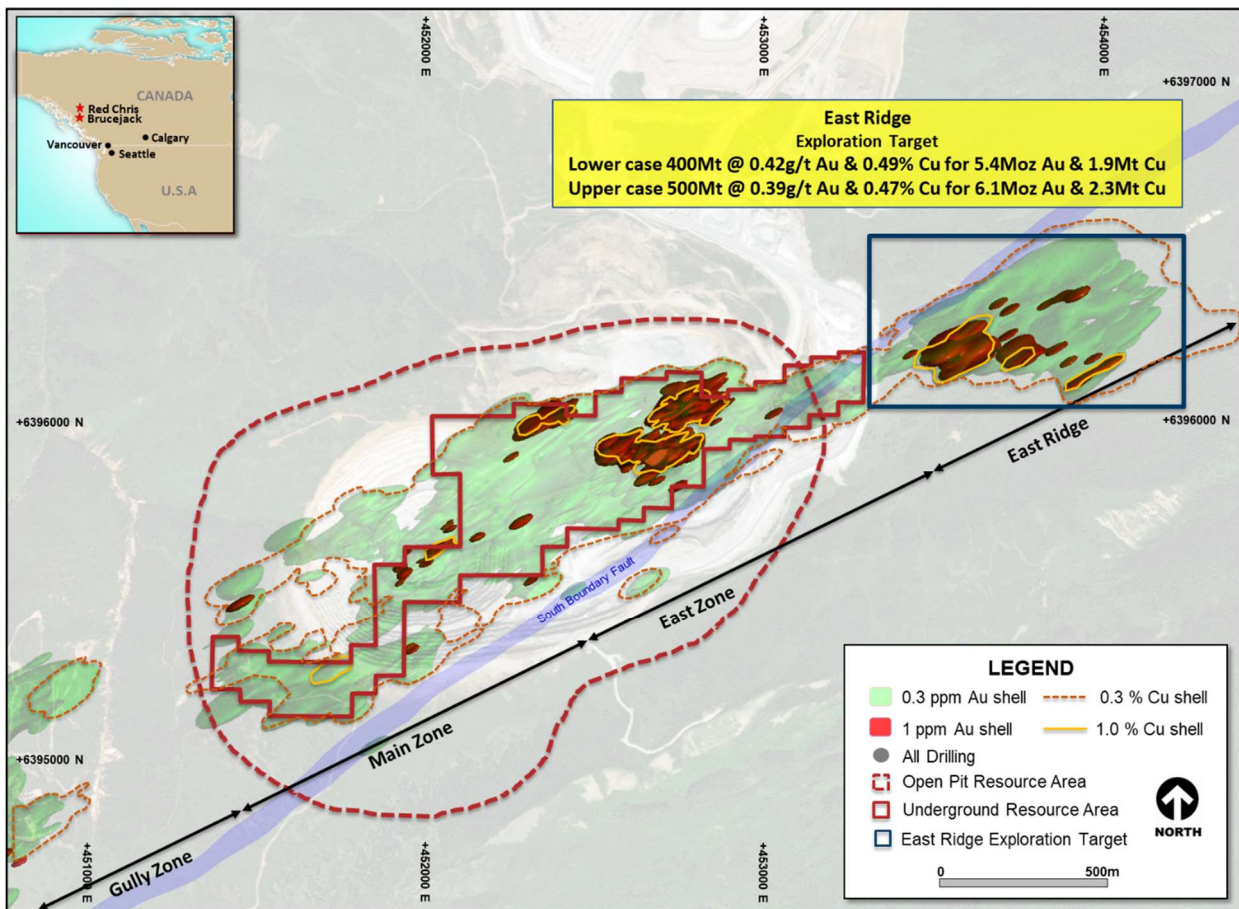 +452000 E
+453000 E
+454000 E
+6397000 N
CANADA
Red Chris
Brucejack
Calgary
Vancouver
Seattle
U.S.A
East Ridge
Exploration Target
Lower case 400Mt @ 0.42g/t Au & 0.49% Cu for 5.4Moz Au & 1.9Mt Cu
Upper case 500Mt @ 0.39g/t Au & 0.47% Cu for 6.1Moz Au & 2.3Mt Cu
+6396000 N
+6396000 N
East Ridge
South Boundary Fault
East Zone
Main Zone
Gully Zone
+6395000 N
+451000 E
+452000 E
+453000 E
LEGEND
0.3 ppm Au shell
0.3 % Cu shell
1 ppm Au shell
1.0 % Cu shell
All Drilling
Open Pit Resource Area
Underground Resource Area
East Ridge Exploration Target
NORTH
0
500m